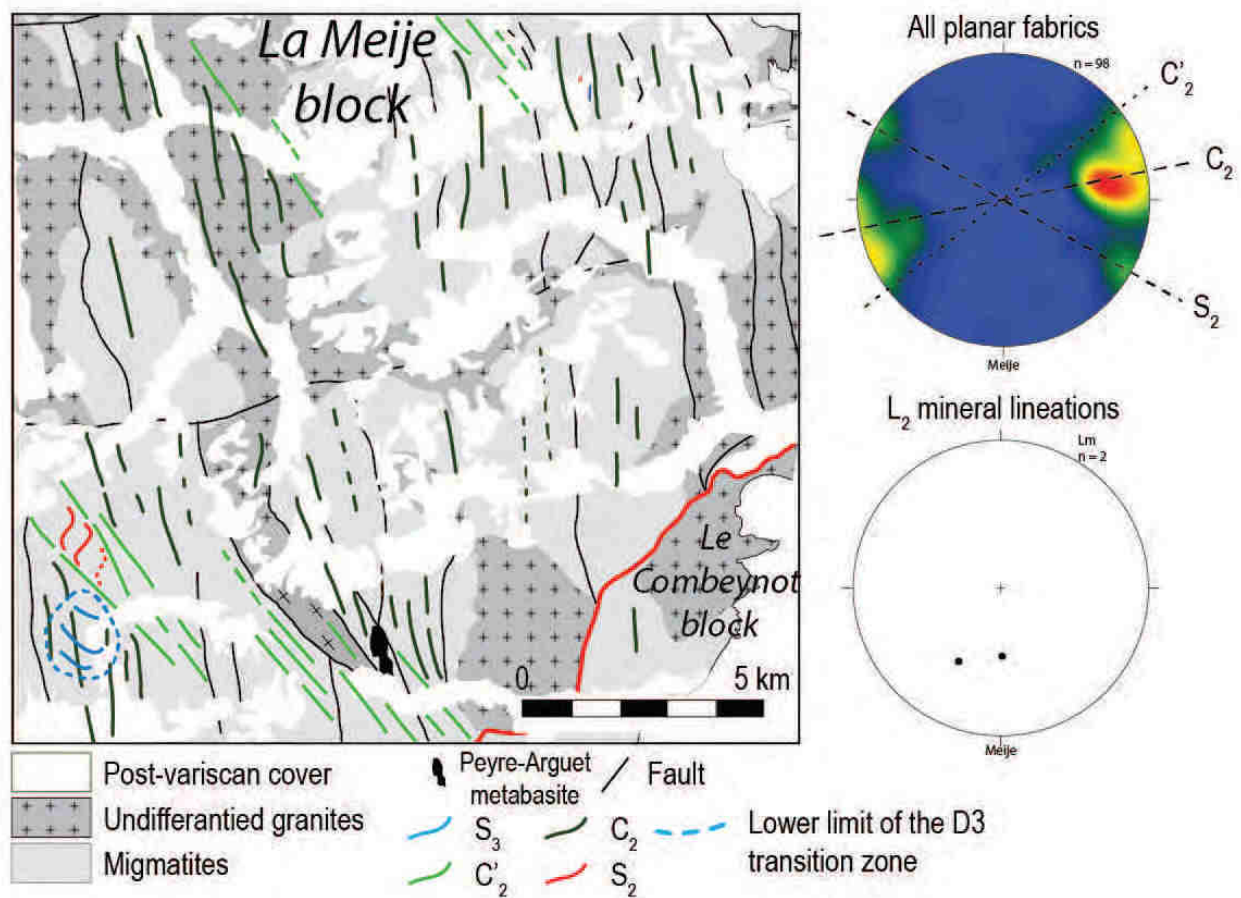 La Meije
block
Le
Combeynot
block
0
5 km
All planar fabrics
n = 98
C'₂
C₂
S₂
Meije
L₂ mineral lineations
Lm
n = 2
Meije
Post-variscan cover
Undifferantied granites
Migmatites
Peyre-Arguet
metabasite
Fault
S₃
C₂
Lower limit of the D3
transition zone
C'₂
S₂